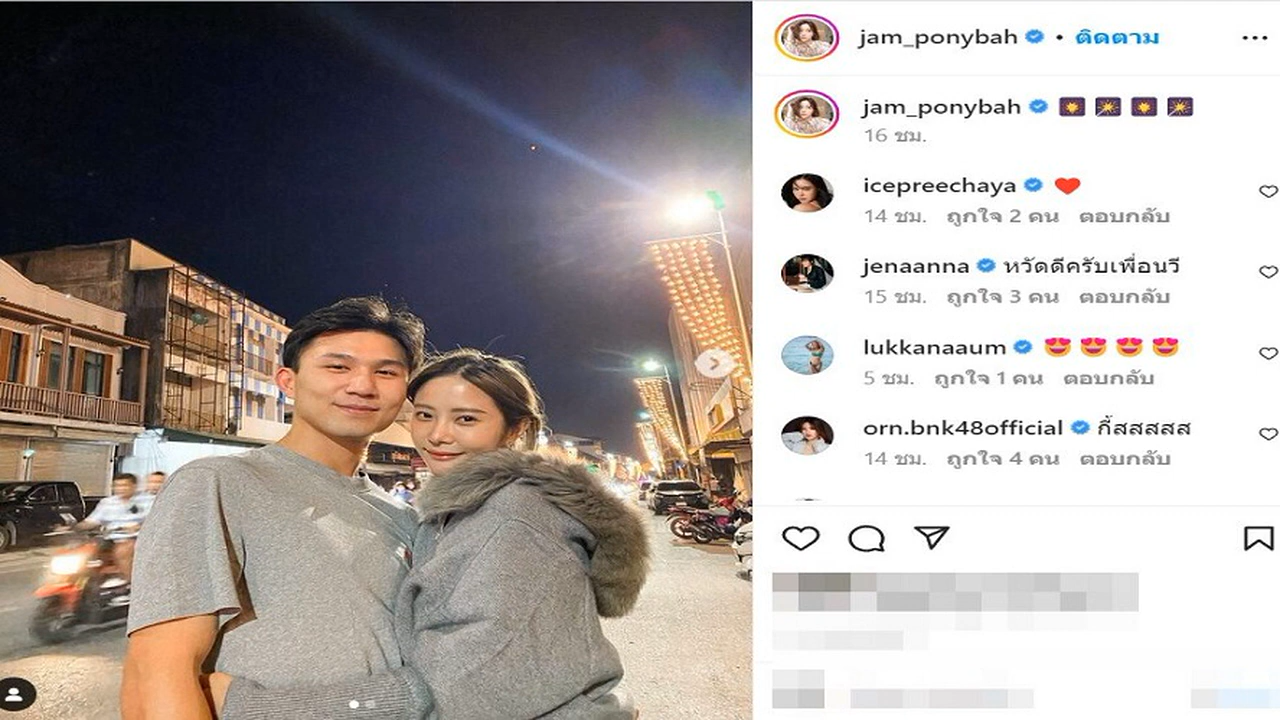 jam_ponybah • ติดตาม
jam_ponybah 🎇 🎆 🎇 🎆
16 ชม.
icepreechaya ❤️
14 ชม. ถูกใจ 2 คน ตอบกลับ
jenaanna หวัดดีครับเพื่อนวี
15 ชม. ถูกใจ 3 คน ตอบกลับ
lukkanaaum 😍 😍 😍 😍
5 ชม. ถูกใจ 1 คน ตอบกลับ
orn.bnk48official กี้สสสสส
14 ชม. ถูกใจ 4 คน ตอบกลับ